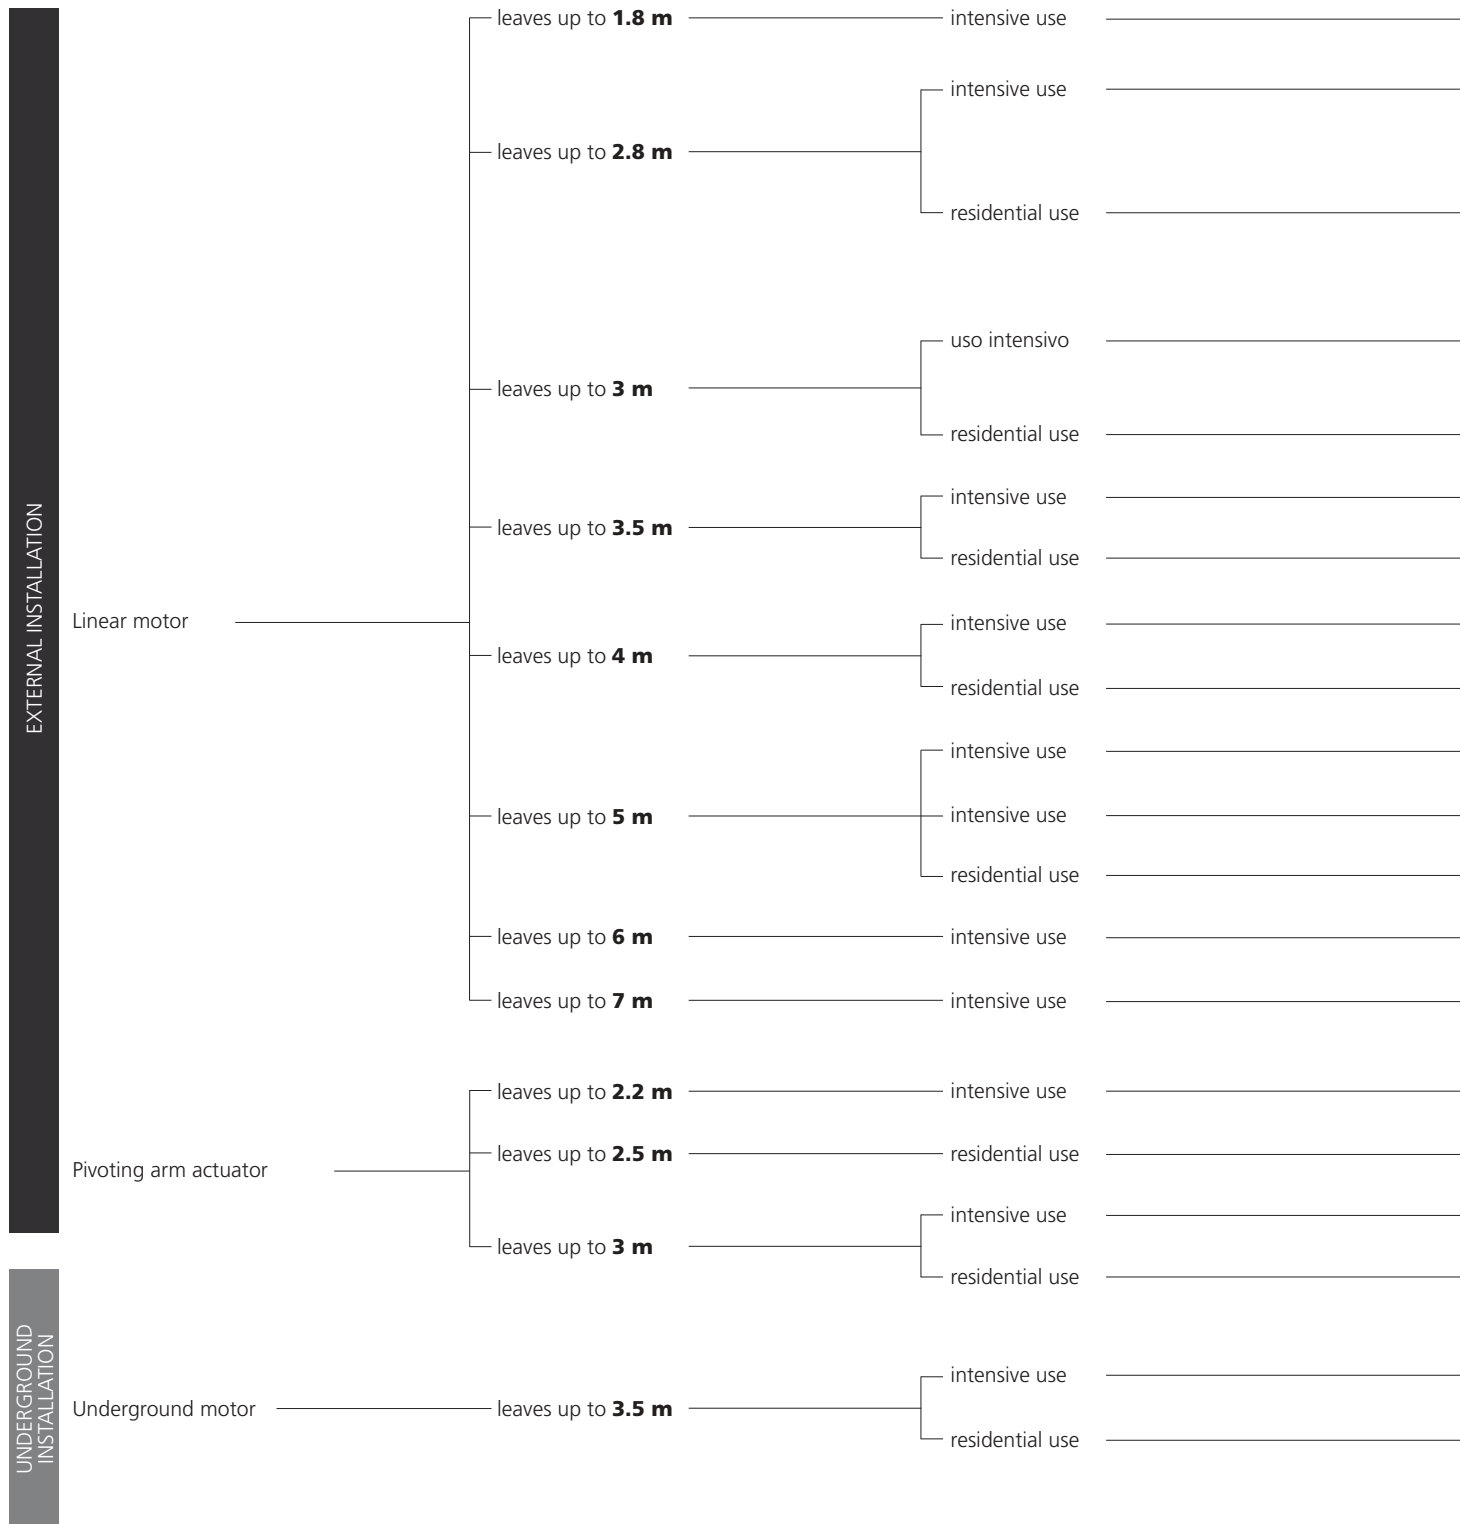 EXTERNAL INSTALLATION
Linear motor
leaves up to 1.8 m
intensive use
leaves up to 2.8 m
intensive use
residential use
leaves up to 3 m
uso intensivo
residential use
leaves up to 3.5 m
intensive use
residential use
leaves up to 4 m
intensive use
residential use
leaves up to 5 m
intensive use
intensive use
residential use
leaves up to 6 m
intensive use
leaves up to 7 m
intensive use
Pivoting arm actuator
leaves up to 2.2 m
intensive use
leaves up to 2.5 m
residential use
leaves up to 3 m
intensive use
residential use
UNDERGROUND
INSTALLATION
Underground motor
leaves up to 3.5 m
intensive use
residential use